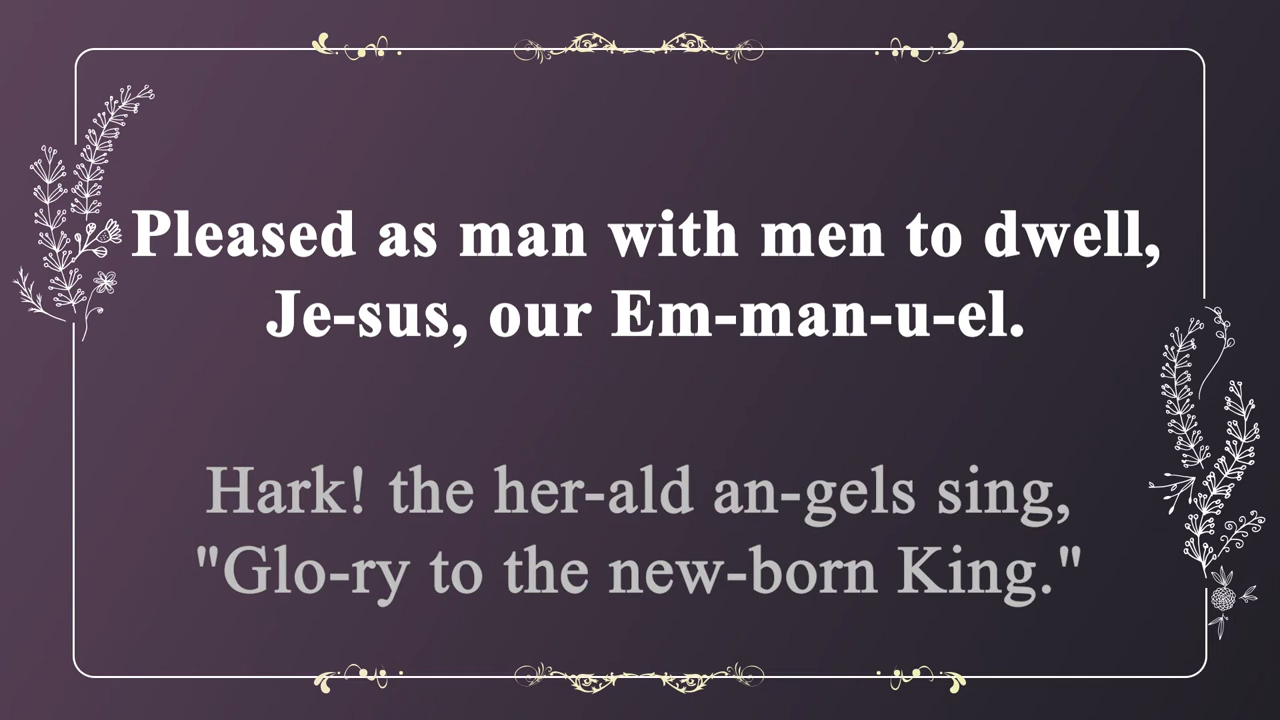 Pleased as man with men to dwell,
Je-sus, our Em-man-u-el.
Hark! the her-ald an-gels sing,
"Glo-ry to the new-born King."